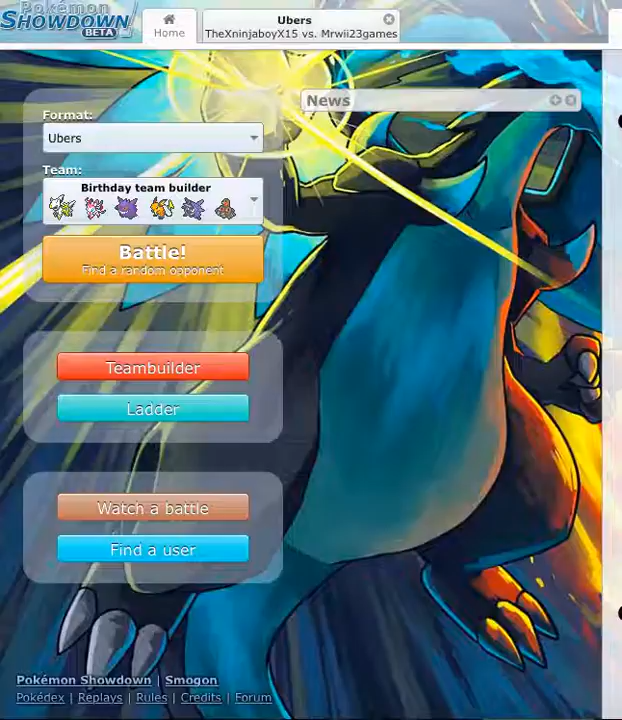 Pokémon
SHOWDOWN
BETA
Home
Ubers
TheXninjaboyX15 vs. Mrwii23games
News
Format:
Ubers
Team:
Birthday team builder
Battle!
Find a random opponent
Teambuilder
Ladder
Watch a battle
Find a user
Pokémon Showdown | Smogon
Pokédex | Replays | Rules | Credits | Forum